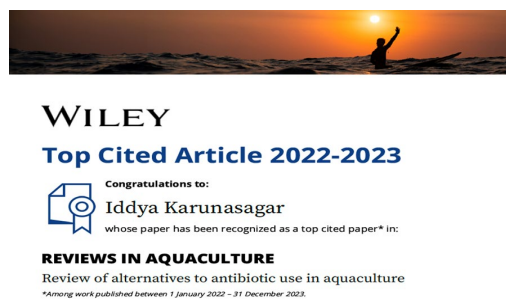 WILEY
Top Cited Article 2022-2023
Congratulations to:
Iddya Karunasagar
whose paper has been recognized as a top cited paper* in:
REVIEWS IN AQUACULTURE
Review of alternatives to antibiotic use in aquaculture
*Among work published between 1 January 2022 – 31 December 2023.